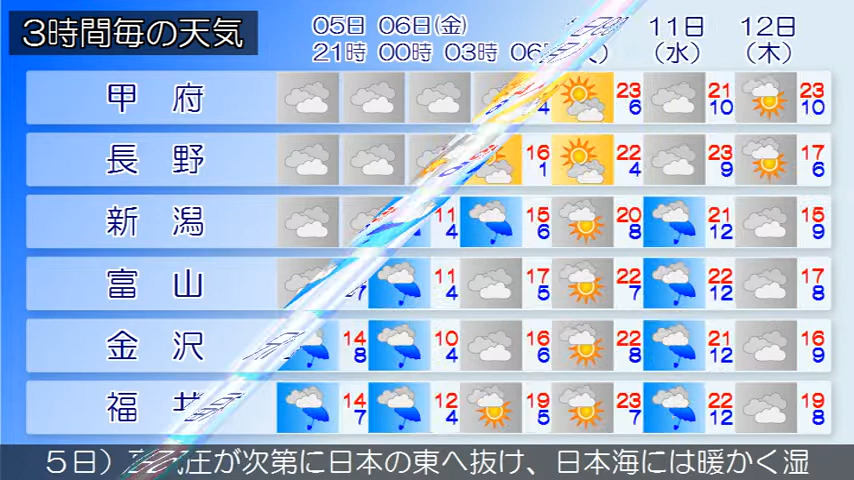 3時間毎の天気
05日 06日(金) 11日 12日
21時 00時 03時 06 (水) (木)
甲 府 4 23 6 21 10 23 10
長 野 16 1 22 4 23 9 17 6
新 潟 11 4 15 6 20 8 21 12 15 9
富 山 7 11 4 17 5 22 7 22 12 17 8
金 沢 14 8 10 4 16 6 22 8 21 12 16 9
福 井 14 7 12 4 19 5 23 7 22 12 19 8
5日) 気圧が次第に日本の東へ抜け、日本海には暖かく湿